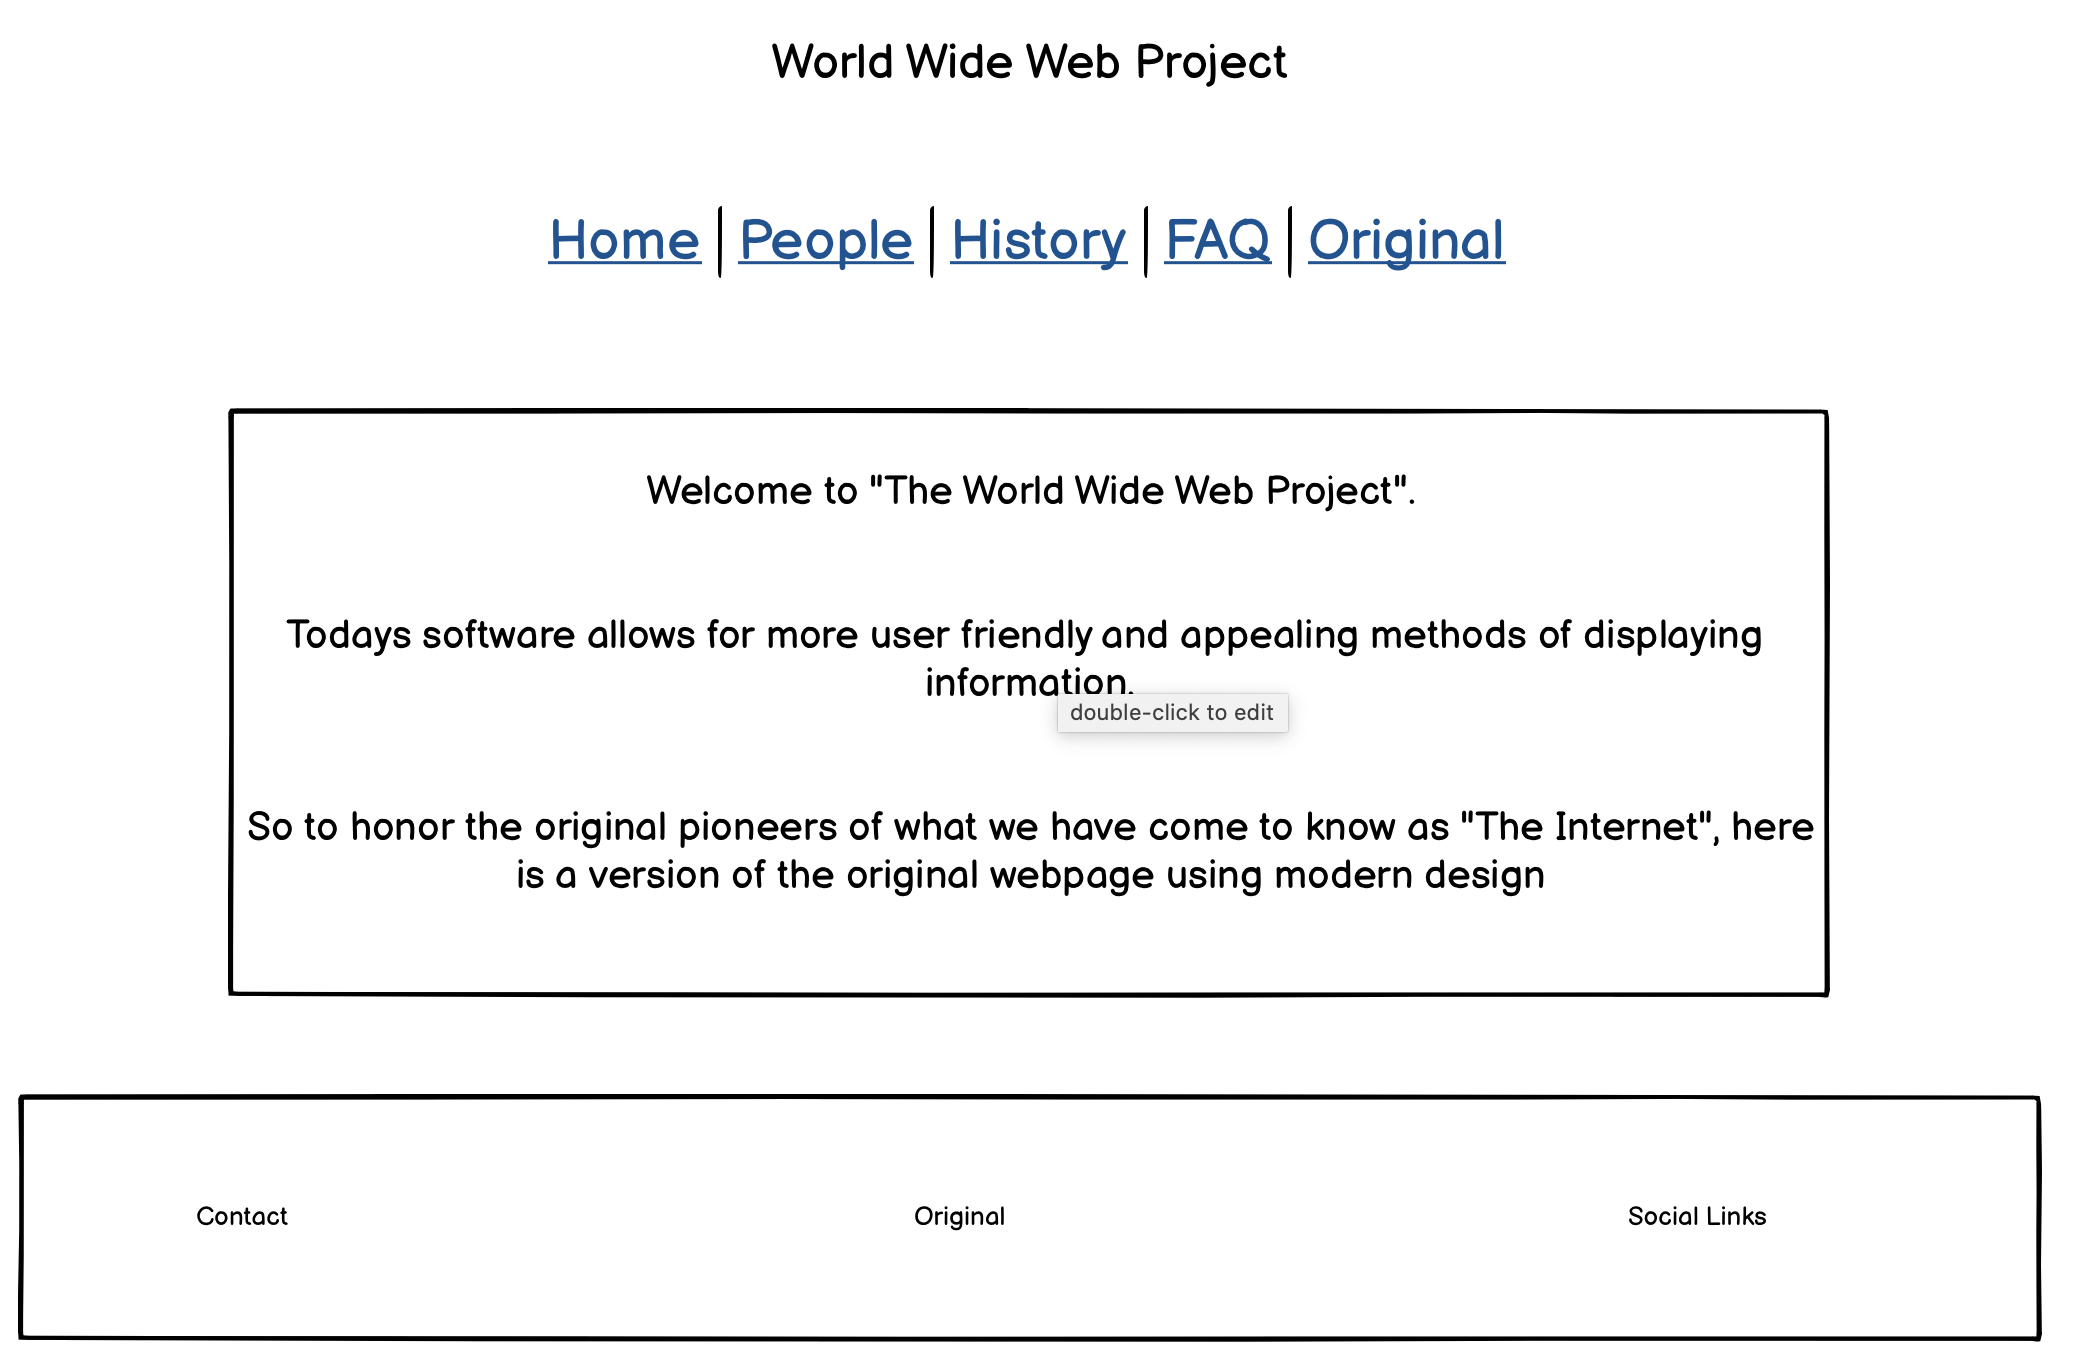 World Wide Web Project
Home | People | History | FAQ | Original
Welcome to "The World Wide Web Project".
Todays software allows for more user friendly and appealing methods of displaying
information.
double-click to edit
So to honor the original pioneers of what we have come to know as "The Internet", here
is a version of the original webpage using modern design
Contact Original Social Links